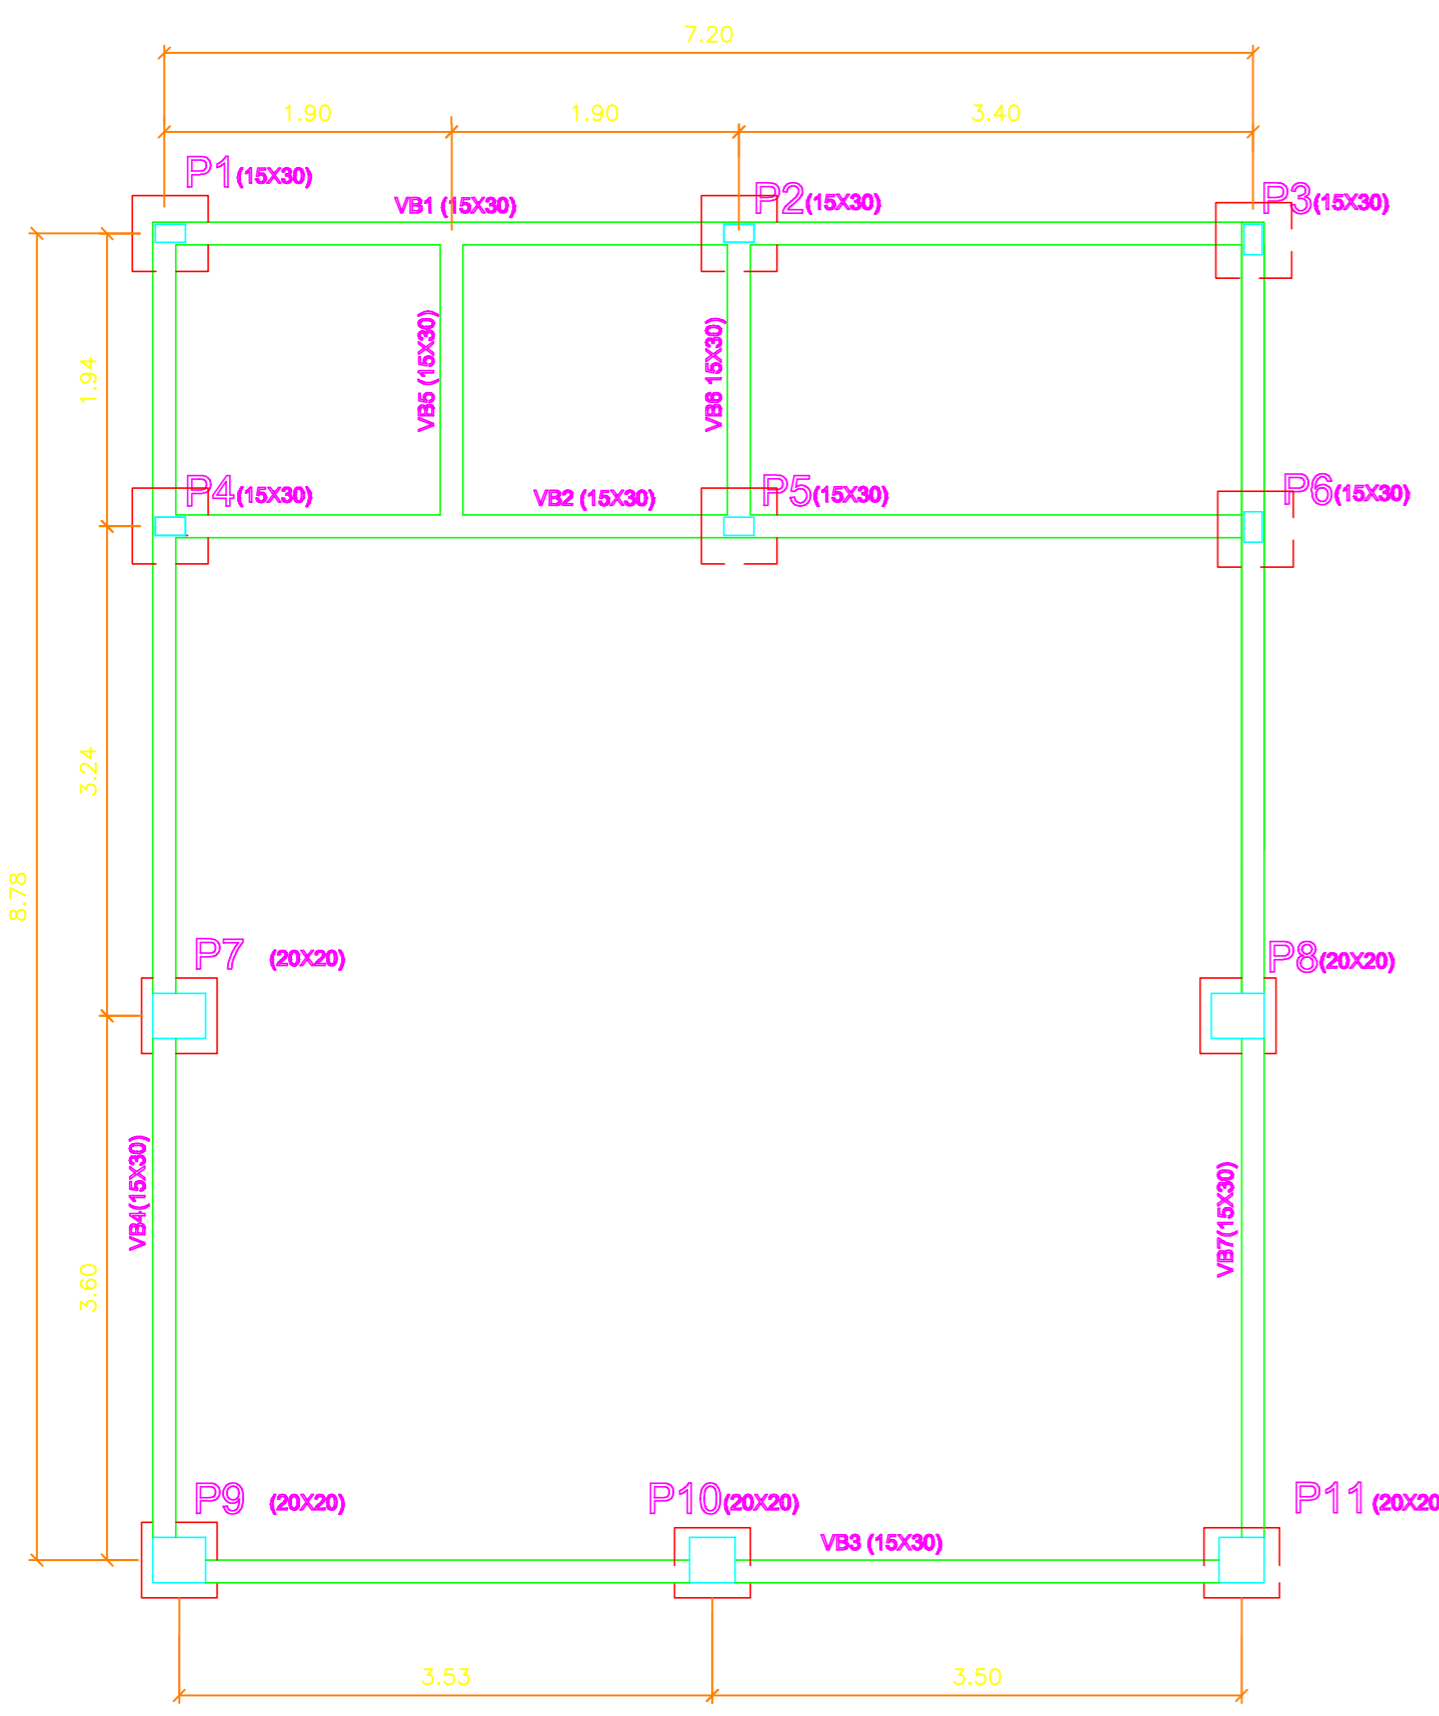 7.20
1.90
1.90
3.40
P1(15X30)
P2(15X30)
P3(15X30)
VB1 (15X30)
1.94
VB5 (15X30)
VB6 15X30)
P4(15X30)
VB2 (15X30)
P5(15X30)
P6(15X30)
3.24
8.78
P7 (20X20)
P8(20X20)
VB4(15X30)
VB7(15X30)
3.60
P9 (20X20)
P10(20X20)
P11 (20X20
VB3 (15X30)
3.53
3.50